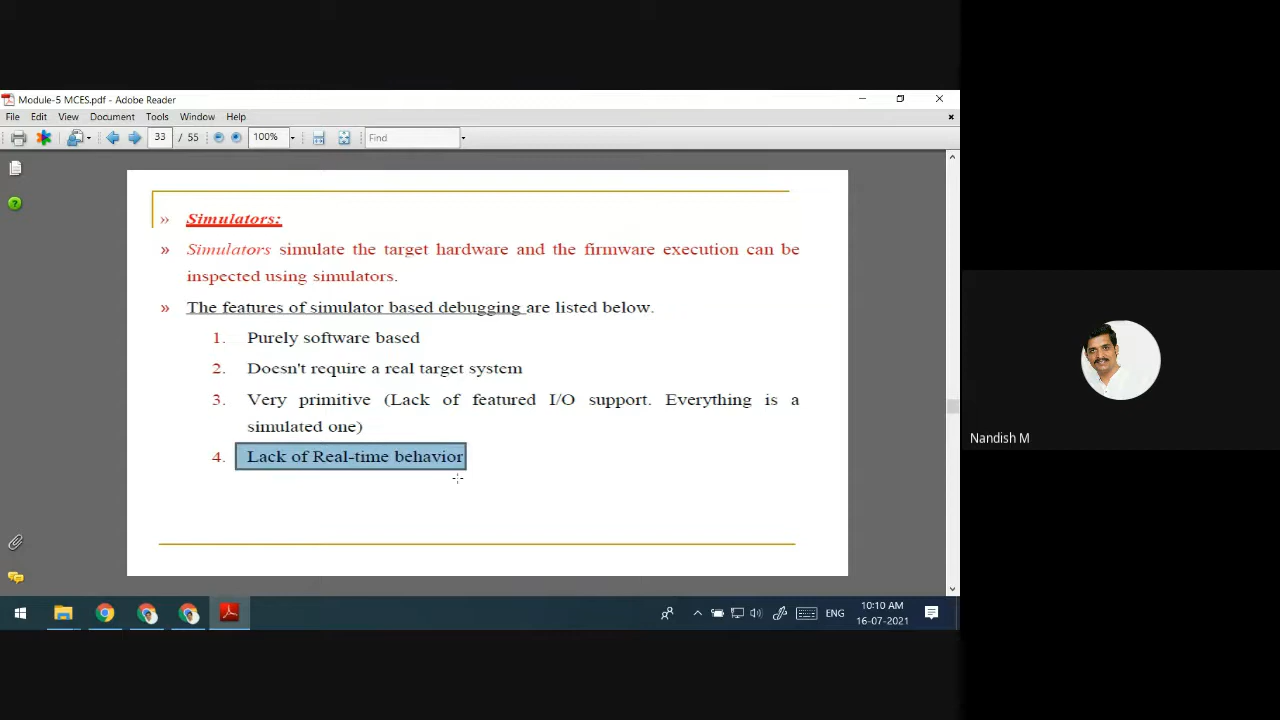 Module-5 MCES.pdf - Adobe Reader
File Edit View Document Tools Window Help
33 / 55 100% Find
» Simulators:
» Simulators simulate the target hardware and the firmware execution can be
inspected using simulators.
» The features of simulator based debugging are listed below.
1. Purely software based
2. Doesn't require a real target system
3. Very primitive (Lack of featured I/O support. Everything is a
simulated one)
4. Lack of Real-time behavior
Nandish M
ENG
10:10 AM
16-07-2021